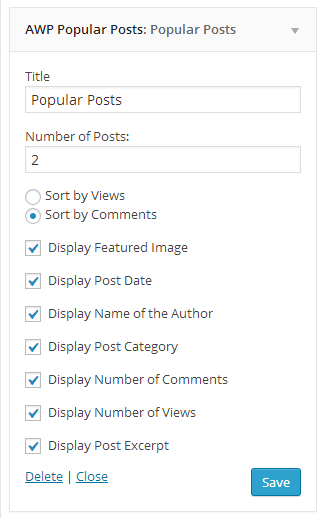 AWP Popular Posts: Popular Posts
Title
Popular Posts
Number of Posts:
2
Sort by Views
Sort by Comments
Display Featured Image
Display Post Date
Display Name of the Author
Display Post Category
Display Number of Comments
Display Number of Views
Display Post Excerpt
Delete | Close Save